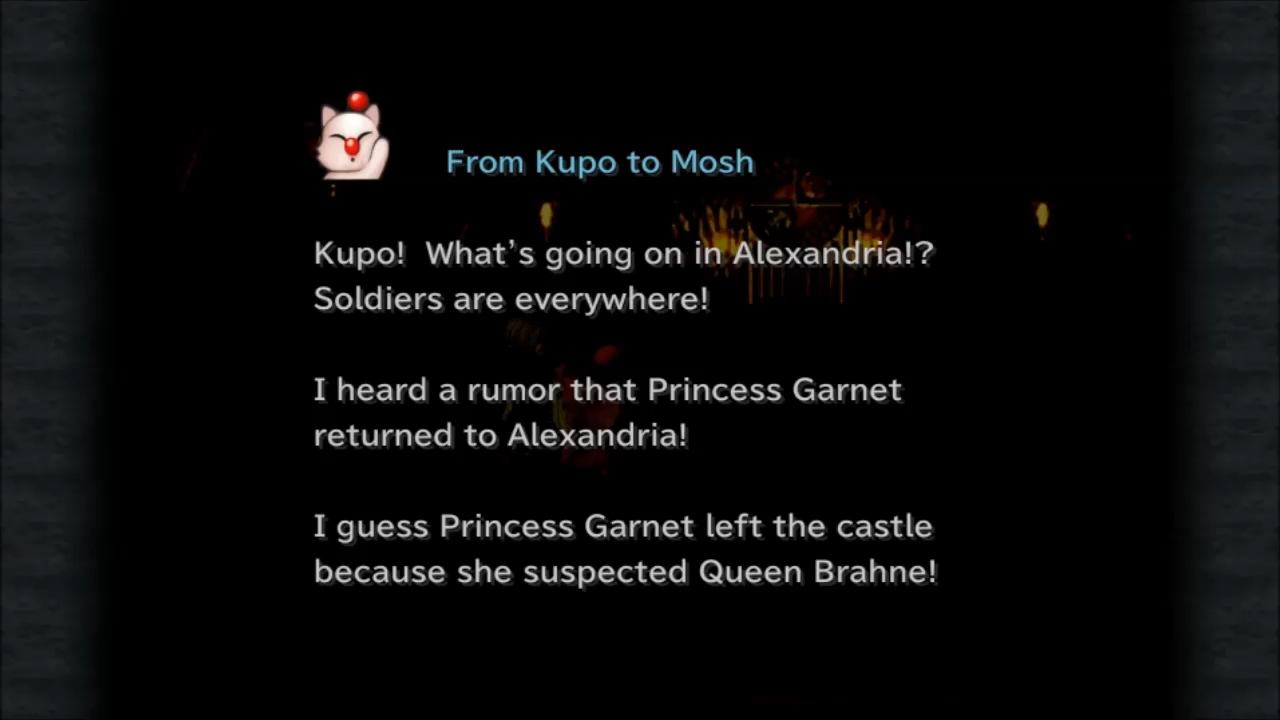 From Kupo to Mosh
Kupo!  What's going on in Alexandria!?
Soldiers are everywhere!
I heard a rumor that Princess Garnet
returned to Alexandria!
I guess Princess Garnet left the castle
because she suspected Queen Brahne!